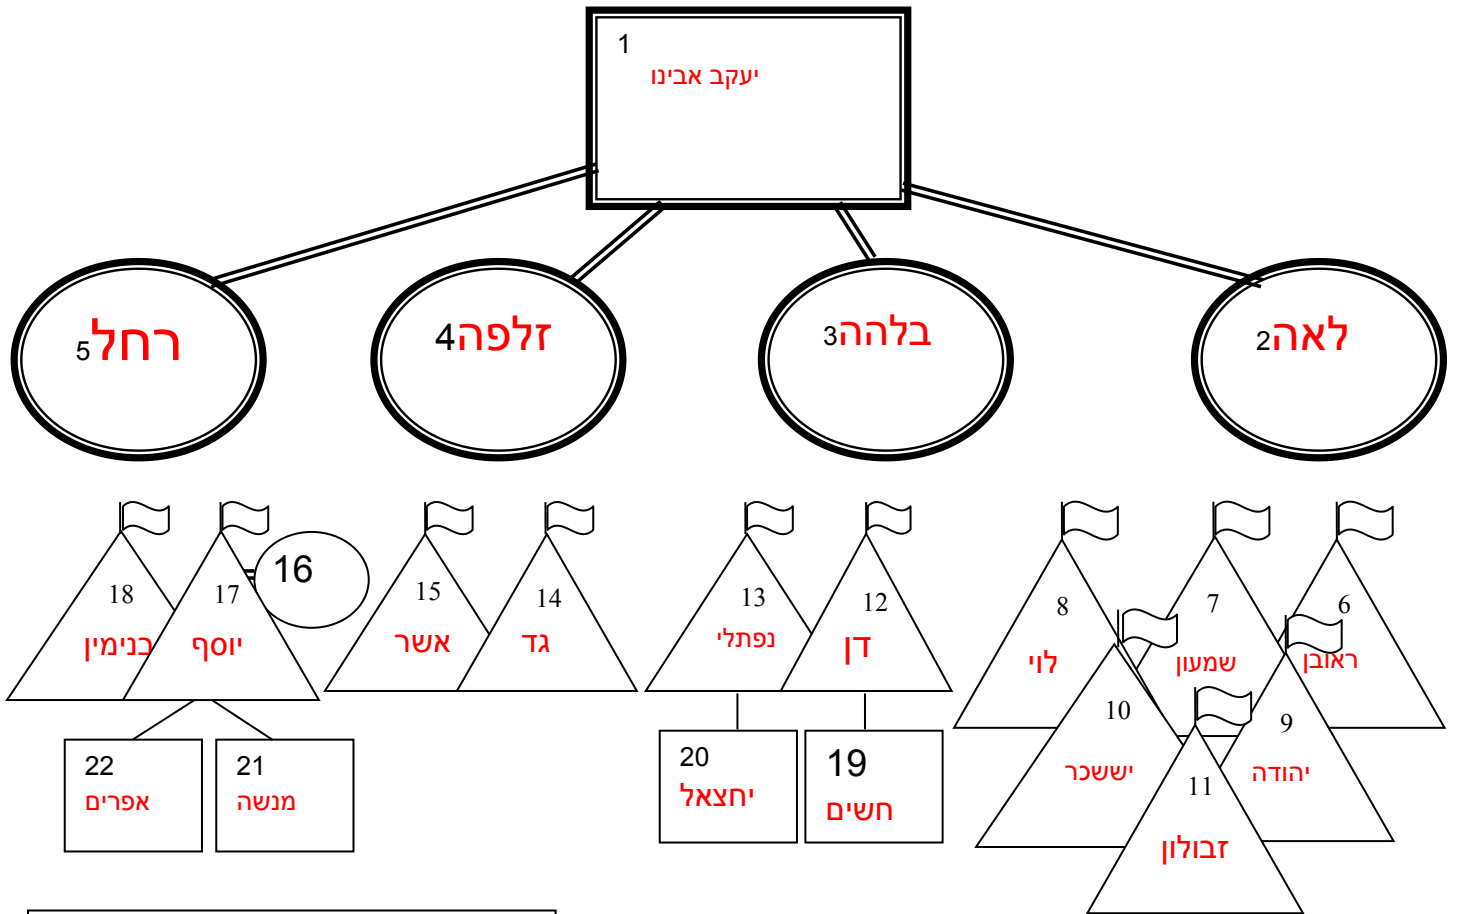 1
יעקב אבינו
לאה2
בלהה3
זלפה4
רחל5
6
ראובן
7
שמעון
8
לוי
9
יהודה
10
יששכר
11
זבולון
12
דן
13
נפתלי
14
גד
15
אשר
16
17
יוסף
18
בנימין
19
חשים
20
יחצאל
21
מנשה
22
אפרים